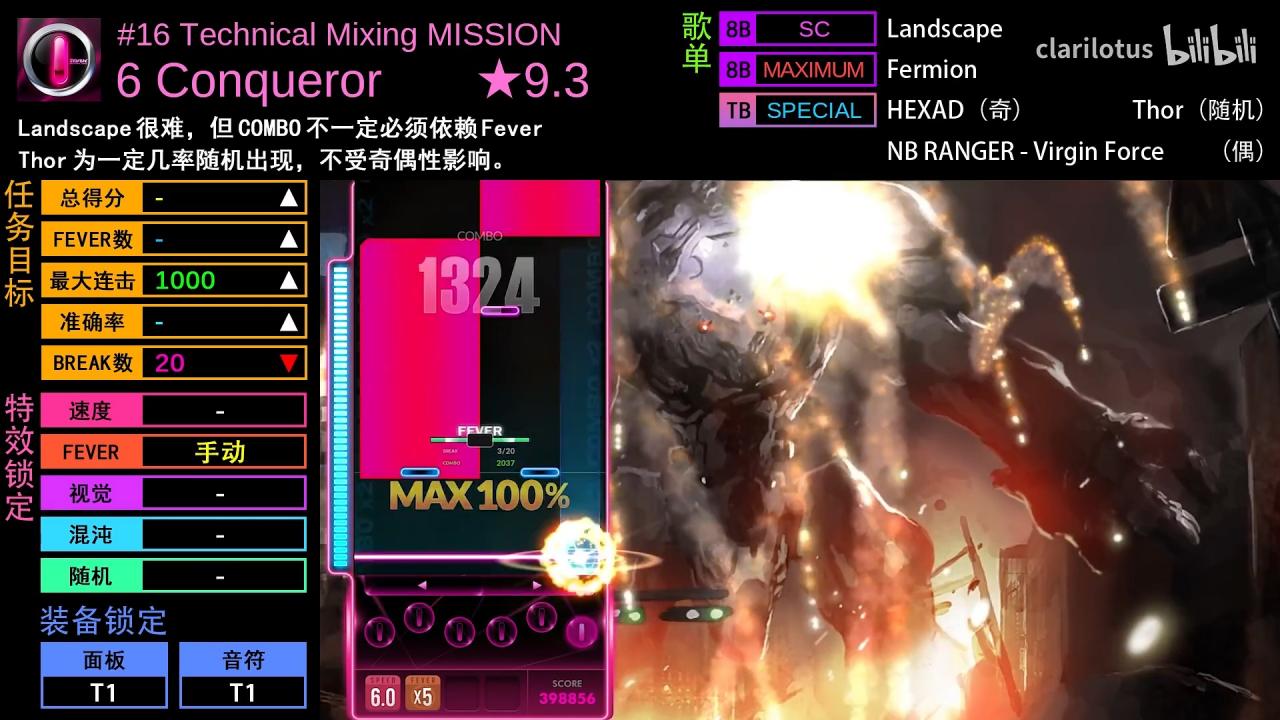 #16 Technical Mixing MISSION
6 Conqueror ★9.3
Landscape 很难，但 COMBO 不一定必须依赖 Fever
Thor 为一定几率随机出现，不受奇偶性影响。
歌单
8B SC Landscape
8B MAXIMUM Fermion
TB SPECIAL HEXAD（奇） Thor（随机）
NB RANGER - Virgin Force （偶）
clarilotus bilibili
任务目标
总得分 - ▲
FEVER数 - ▲
最大连击 1000 ▲
准确率 - ▲
BREAK数 20 ▼
特效锁定
速度 -
FEVER 手动
视觉 -
混沌 -
随机 -
装备锁定
面板 音符
T1 T1
COMBO
1324
FEVER
BREAK 3/20
COMBO 2037
MAX 100%
SPEED 6.0
FEVER x5
SCORE
398856